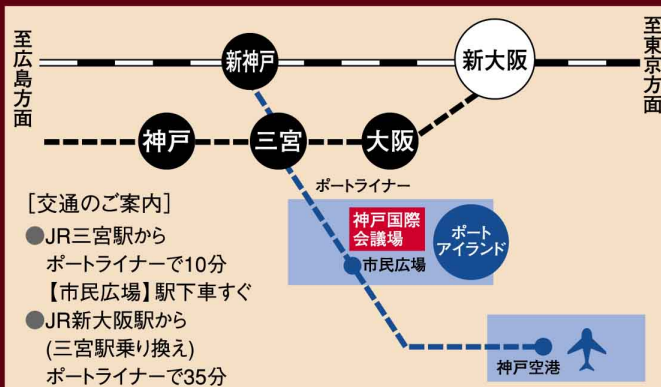 至広島方面
新神戸
新大阪
至東京方面
神戸
三宮
大阪
ポートライナー
神戸国際
会議場
ポート
アイランド
市民広場
神戸空港
[交通のご案内]
●JR三宮駅から
ポートライナーで10分
【市民広場】駅下車すぐ
●JR新大阪駅から
(三宮駅乗り換え)
ポートライナーで35分